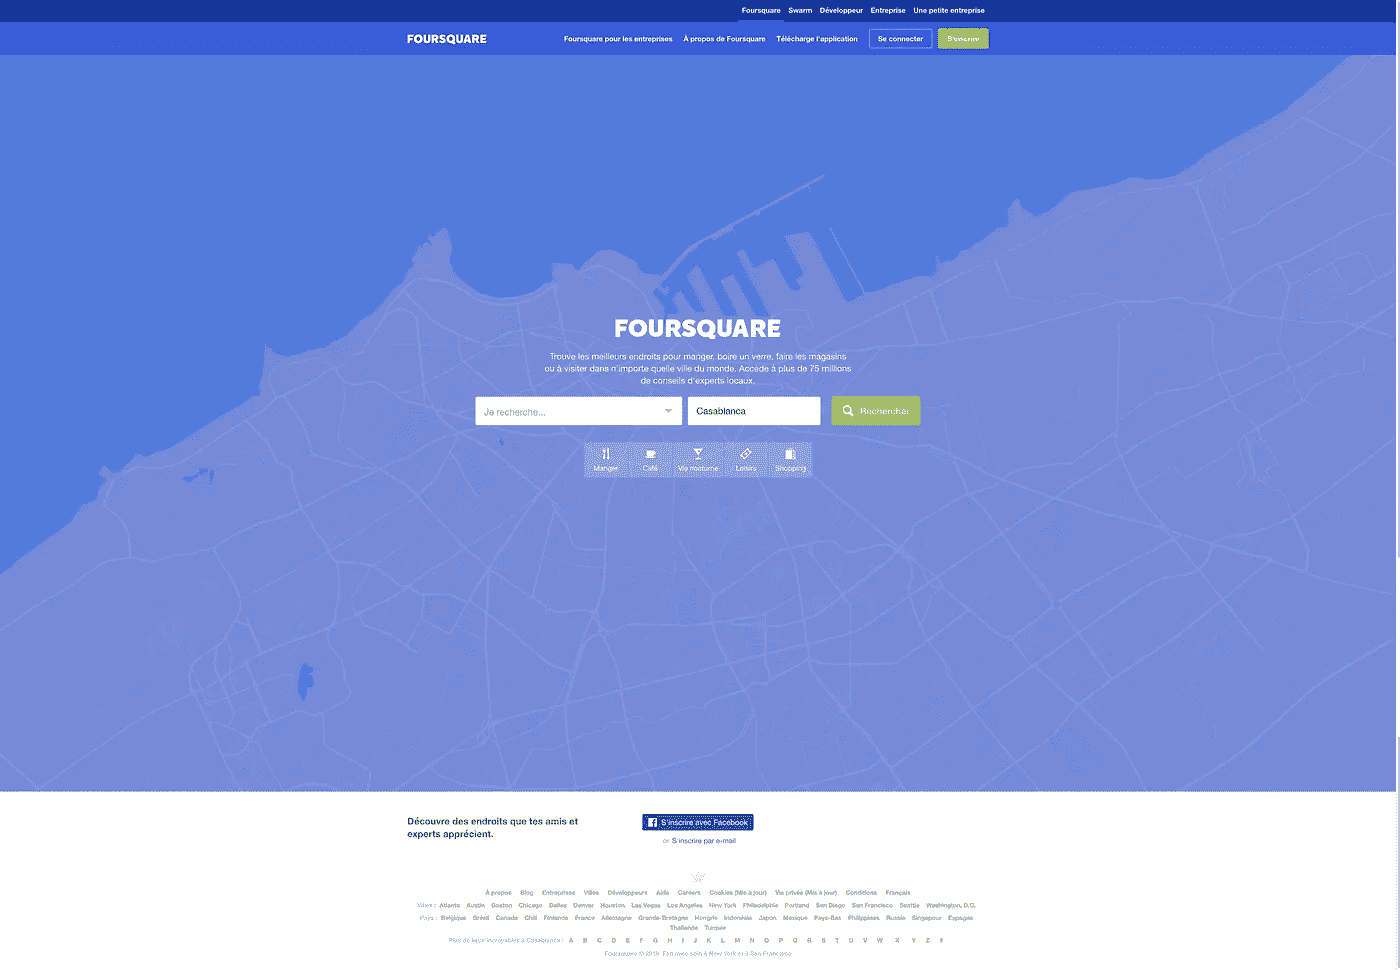 Foursquare Swarm Développeur Entreprise Une petite entreprise
FOURSQUARE Foursquare pour les entreprises À propos de Foursquare Télécharge l'application Se connecter S'inscrire
FOURSQUARE
Trouve les meilleurs endroits pour manger, boire un verre, faire les magasins
ou à visiter dans n'importe quelle ville du monde. Accède à plus de 75 millions
de conseils d'experts locaux.
Je recherche... Casablanca Rechercher
Manger Café Vie nocturne Loisirs Shopping
Découvre des endroits que tes amis et
experts apprécient.
S'inscrire avec Facebook
or S'inscrire par e-mail
À propos Blog Entreprises Villes Développeurs Aide Careers Cookies (Mis à jour) Vie privée (Mis à jour) Conditions Français
Villes : Atlanta Austin Boston Chicago Dallas Denver Houston Las Vegas Los Angeles New York Philadelphie Portland San Diego San Francisco Seattle Washington, D.C.
Pays : Belgique Brésil Canada Chili Finlande France Allemagne Grande-Bretagne Hongrie Indonésie Japon Mexique Pays-Bas Philippines Russie Singapour Espagne
Thaïlande Turquie
Plus de lieux incroyables à Casablanca : A B C D E F G H I J K L M N O P Q R S T U V W X Y Z #
Foursquare © 2019 Fait avec soin à New York et à San Francisco